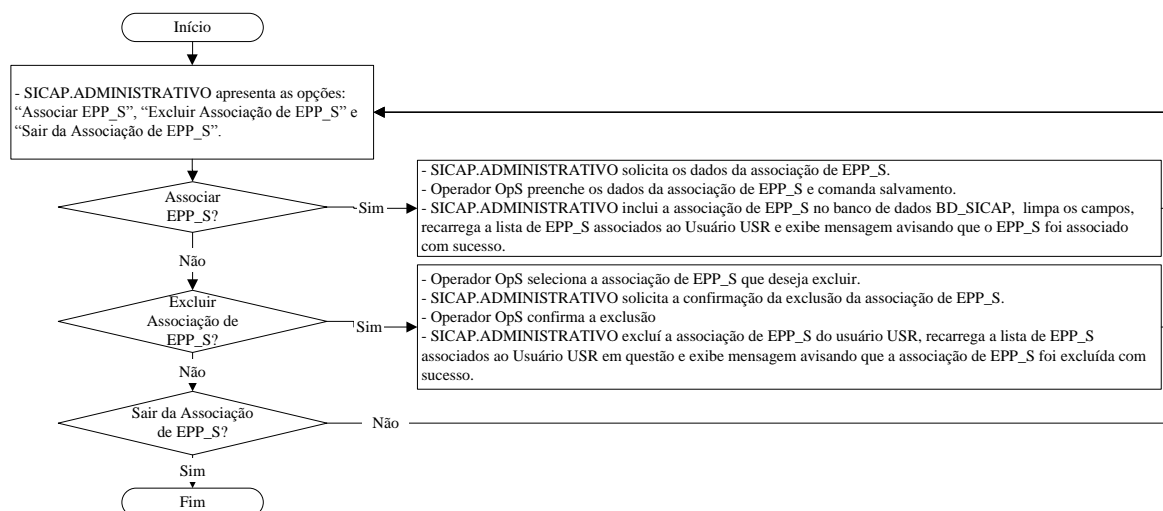 Início
- SICAP.ADMINISTRATIVO apresenta as opções:
“Associar EPP_S”, “Excluir Associação de EPP_S” e
“Sair da Associação de EPP_S”.
Associar
EPP_S?
Sim
- SICAP.ADMINISTRATIVO solicita os dados da associação de EPP_S.
- Operador OpS preenche os dados da associação de EPP_S e comanda salvamento.
- SICAP.ADMINISTRATIVO inclui a associação de EPP_S no banco de dados BD_SICAP, limpa os campos,
recarrega a lista de EPP_S associados ao Usuário USR e exibe mensagem avisando que o EPP_S foi associado
com sucesso.
Não
Excluir
Associação de
EPP_S?
Sim
- Operador OpS seleciona a associação de EPP_S que deseja excluir.
- SICAP.ADMINISTRATIVO solicita a confirmação da exclusão da associação de EPP_S.
- Operador OpS confirma a exclusão
- SICAP.ADMINISTRATIVO excluí a associação de EPP_S do usuário USR, recarrega a lista de EPP_S
associados ao Usuário USR em questão e exibe mensagem avisando que a associação de EPP_S foi excluída com
sucesso.
Não
Sair da Associação
de EPP_S?
Não
Sim
Fim